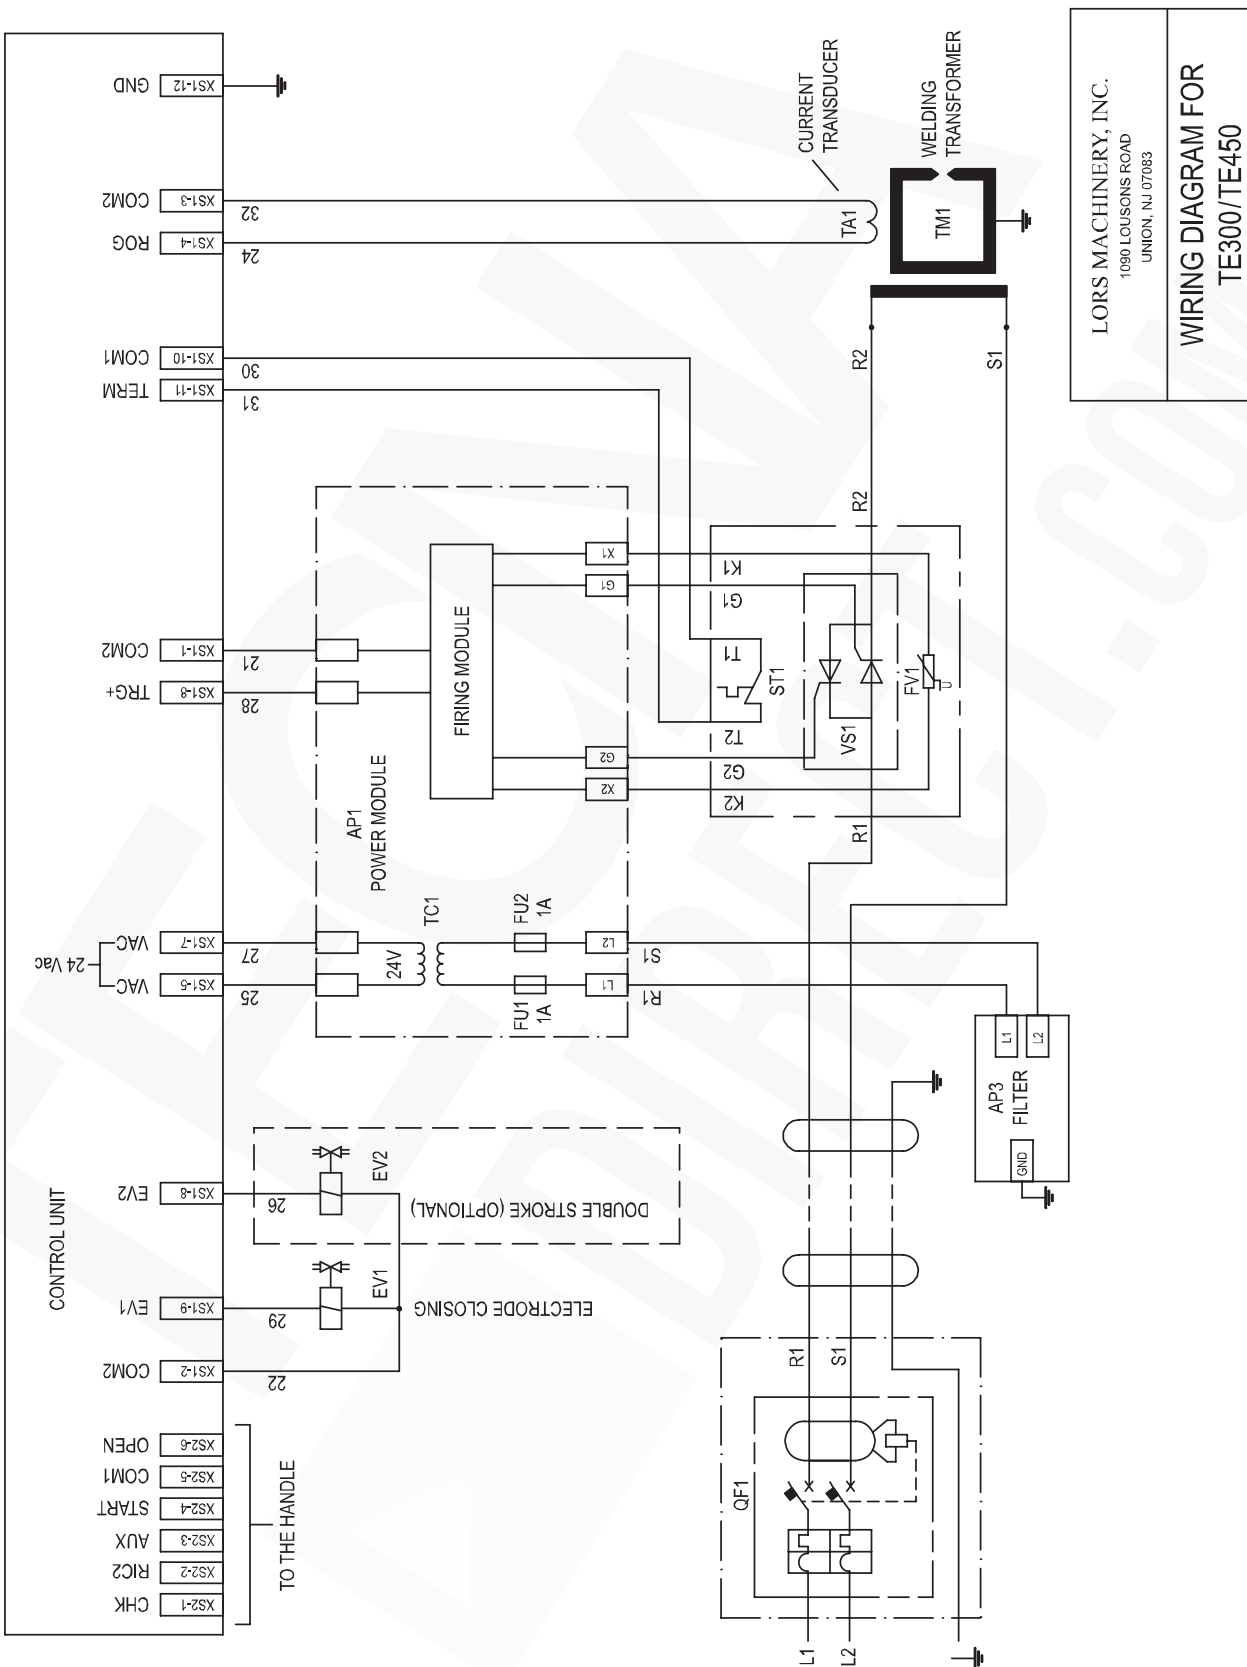 CONTROL UNIT
CHK
XS2-1
RIC2
XS2-2
AUX
XS2-3
START
XS2-4
COM1
XS2-5
OPEN
XS2-6
TO THE HANDLE
COM2
XS1-2
22
EV1
XS1-9
29
EV1
ELECTRODE CLOSING
EV2
XS1-8
26
EV2
DOUBLE STROKE (OPTIONAL)
24 Vac
VAC
XS1-5
25
VAC
XS1-7
27
24V
TC1
FU1
1A
FU2
1A
L1
L2
R1
S1
AP1
POWER MODULE
TRG+
XS1-8
28
COM2
XS1-1
21
FIRING MODULE
X2
G2
G1
X1
K2
G2
T2
T1
G1
K1
ST1
VS1
FV1
U
R1
R2
R2
S1
TERM
XS1-11
31
COM1
XS1-10
30
ROG
XS1-4
24
COM2
XS1-3
32
GND
XS1-12
TA1
CURRENT
TRANSDUCER
TM1
WELDING
TRANSFORMER
L1
L2
QF1
R1
S1
AP3
FILTER
GND
L1
L2
LORS MACHINERY, INC.
1090 LOUSONS ROAD
UNION, NJ 07083
WIRING DIAGRAM FOR
TE300/TE450
TECNA
DIRECT.COM